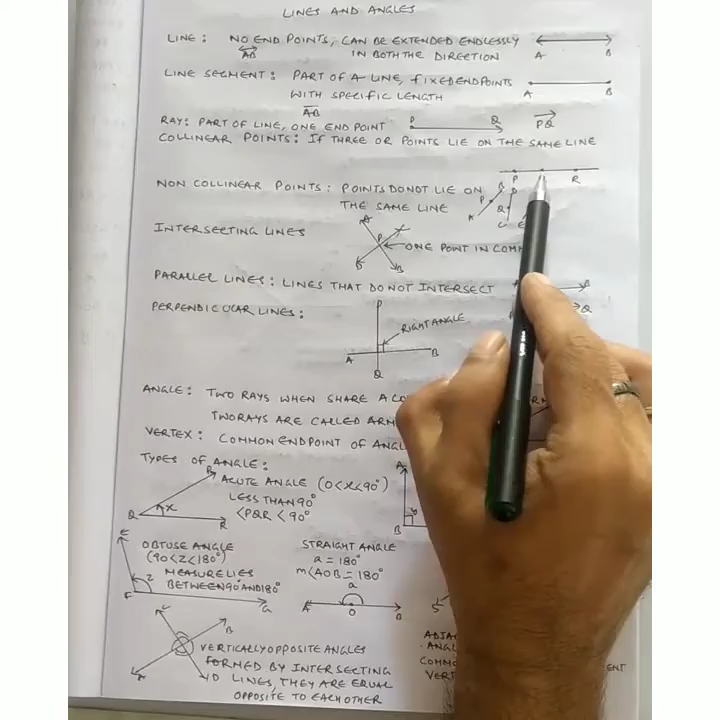 LINES AND ANGLES
LINE: NO END POINTS, CAN BE EXTENDED ENDLESSLY
AB IN BOTH THE DIRECTION
A B
LINE SEGMENT: PART OF A LINE, FIXED END POINTS
WITH SPECIFIC LENGTH
A B
AB
RAY: PART OF LINE, ONE END POINT P Q PQ
COLLINEAR POINTS: IF THREE OR POINTS LIE ON THE SAME LINE
P R
NON COLLINEAR POINTS: POINTS DO NOT LIE ON
THE SAME LINE
A P B C Q D E
INTERSECTING LINES
A C P D B
ONE POINT IN COM
PARALLEL LINES: LINES THAT DO NOT INTERSECT
B
Q
PERPENDICULAR LINES:
P
RIGHT ANGLE
A B
Q
ANGLE: TWO RAYS WHEN SHARE A CO
TWO RAYS ARE CALLED ARM
VERTEX: COMMON ENDPOINT OF ANGL
TYPES OF ANGLE:
P
ACUTE ANGLE (0<X<90°)
LESS THAN 90°
<PQR < 90°
Q X R
A
B
E
OBTUSE ANGLE
(90<Z<180°)
MEASURE LIES
BETWEEN 90° AND 180°
Z
F G
STRAIGHT ANGLE
a = 180°
m<AOB = 180°
a
A O B
S
C
B
VERTICALLY OPPOSITE ANGLES
FORMED BY INTERSECTING
A D LINES, THEY ARE EQUAL
OPPOSITE TO EACH OTHER
ADJA
ANGL
COMMO
ENT
VERT